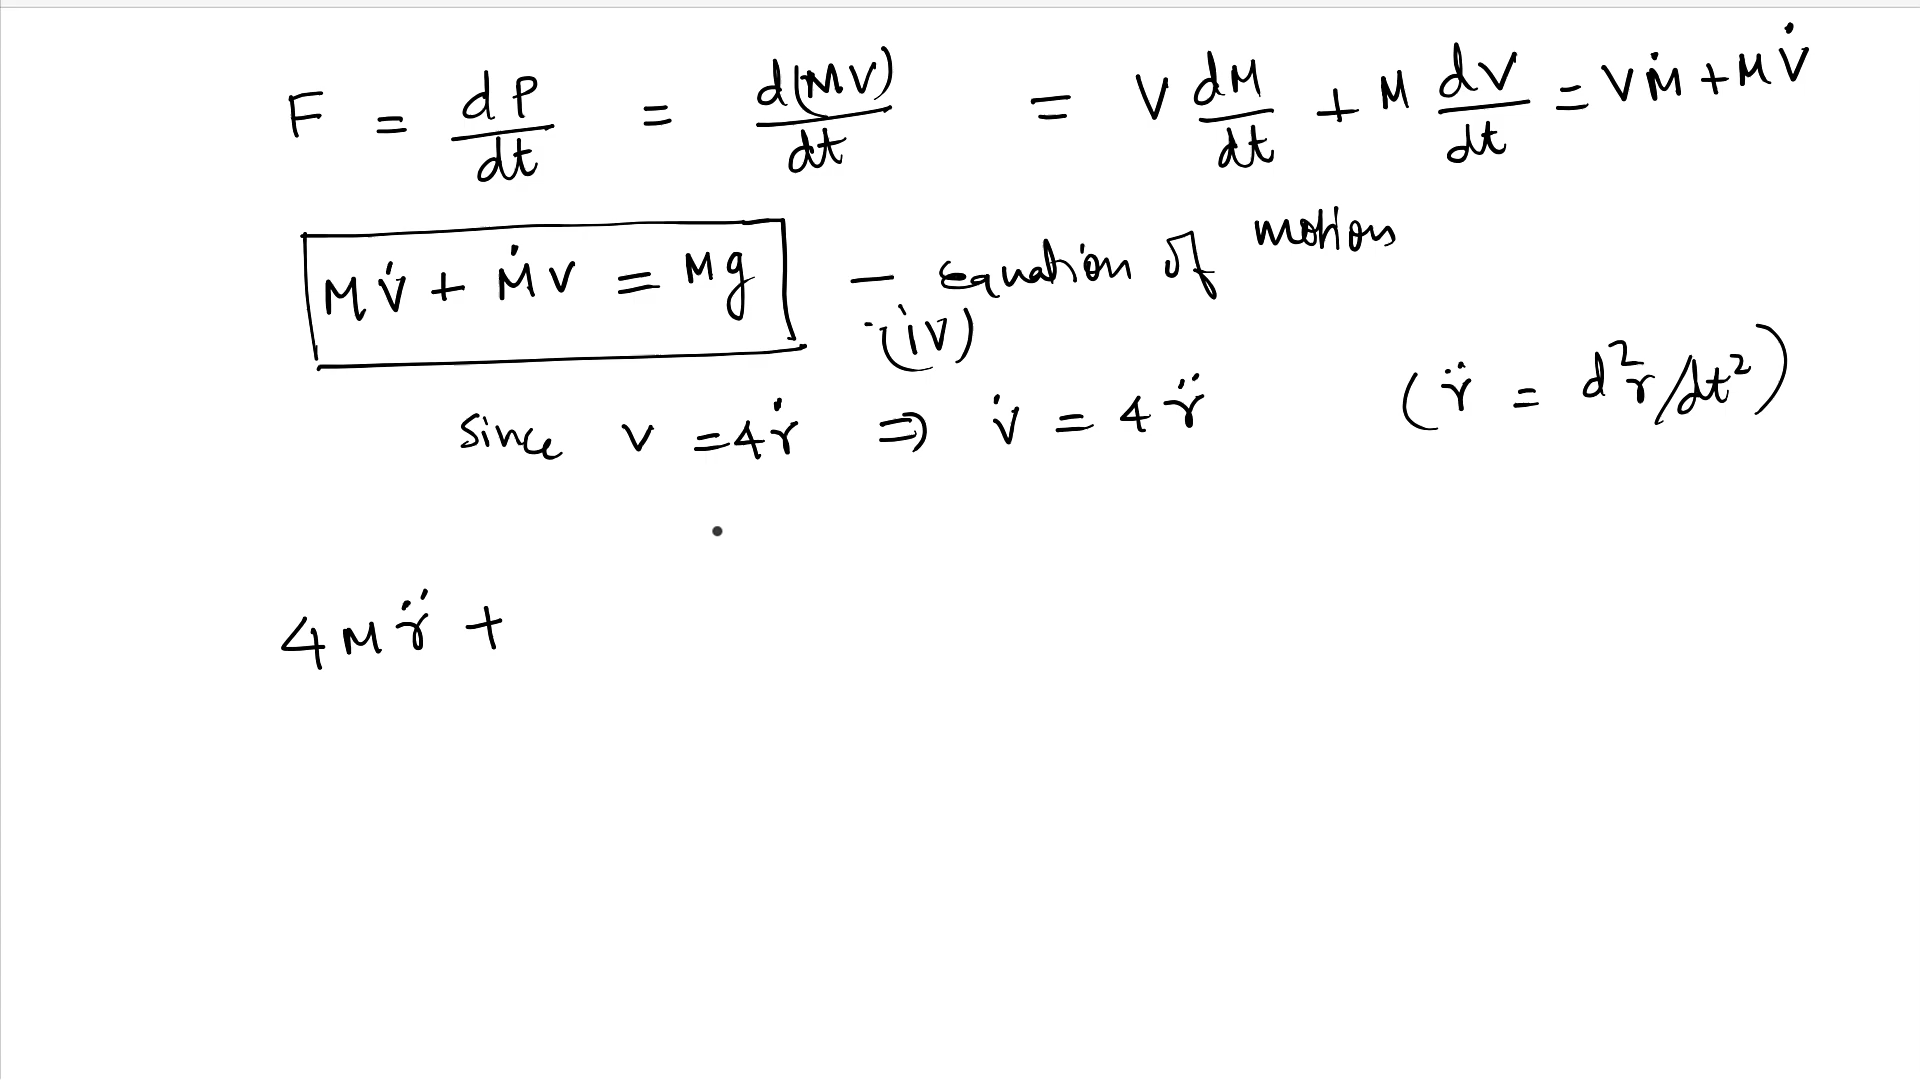 F = dP/dt = d(MV)/dt = V dM/dt + M dV/dt = VṀ + MV̇
MV̇ + ṀV = Mg — equation of motion
(iv)
since v = 4ṙ ⇒ v̇ = 4r̈ (r̈ = d²r/dt²)
4Mr̈ +